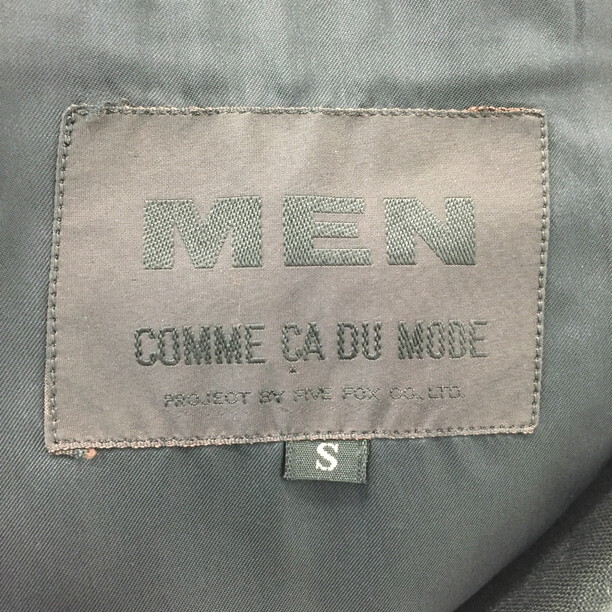 MEN
COMME ÇA DU MODE
PROJECT BY FIVE FOX CO., LTD.
S